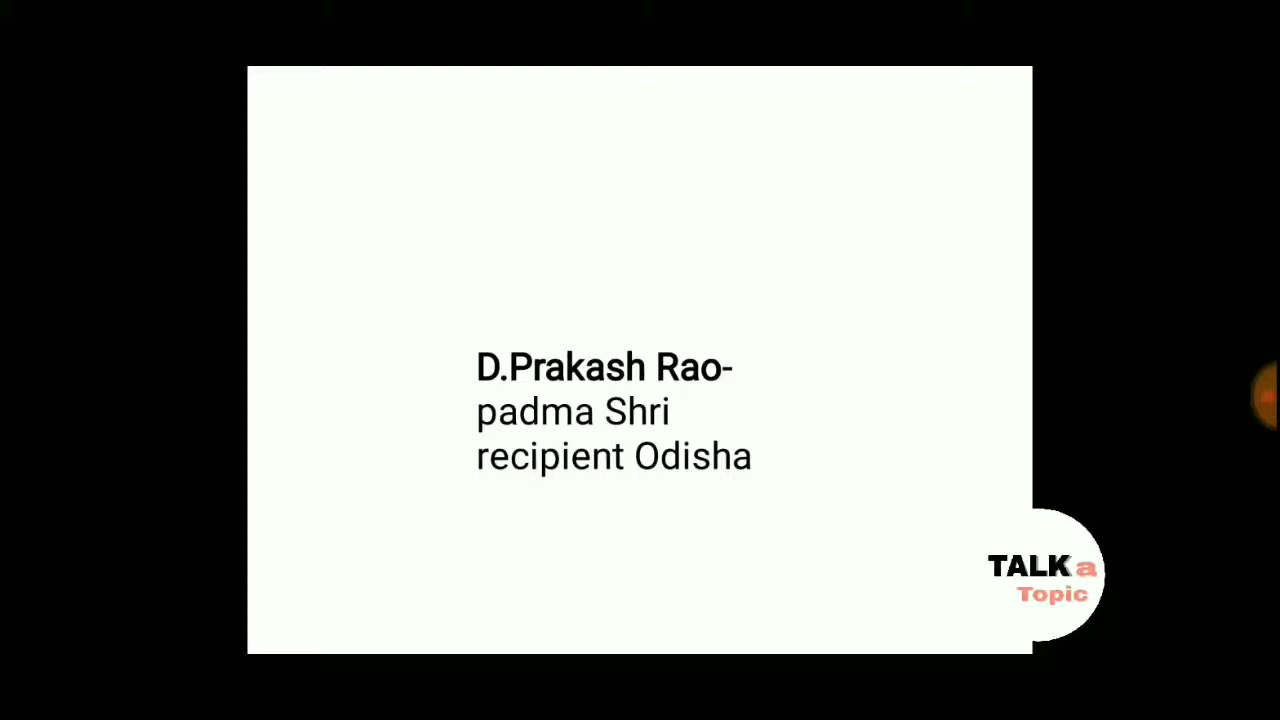 D.Prakash Rao-
padma Shri
recipient Odisha
TALK a
Topic